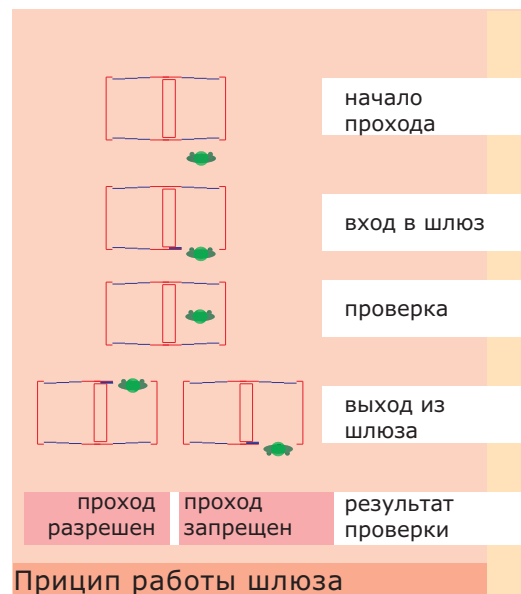 начало
прохода
вход в шлюз
проверка
выход из
шлюза
проход
разрешен
проход
запрещен
результат
проверки
Прицип работы шлюза